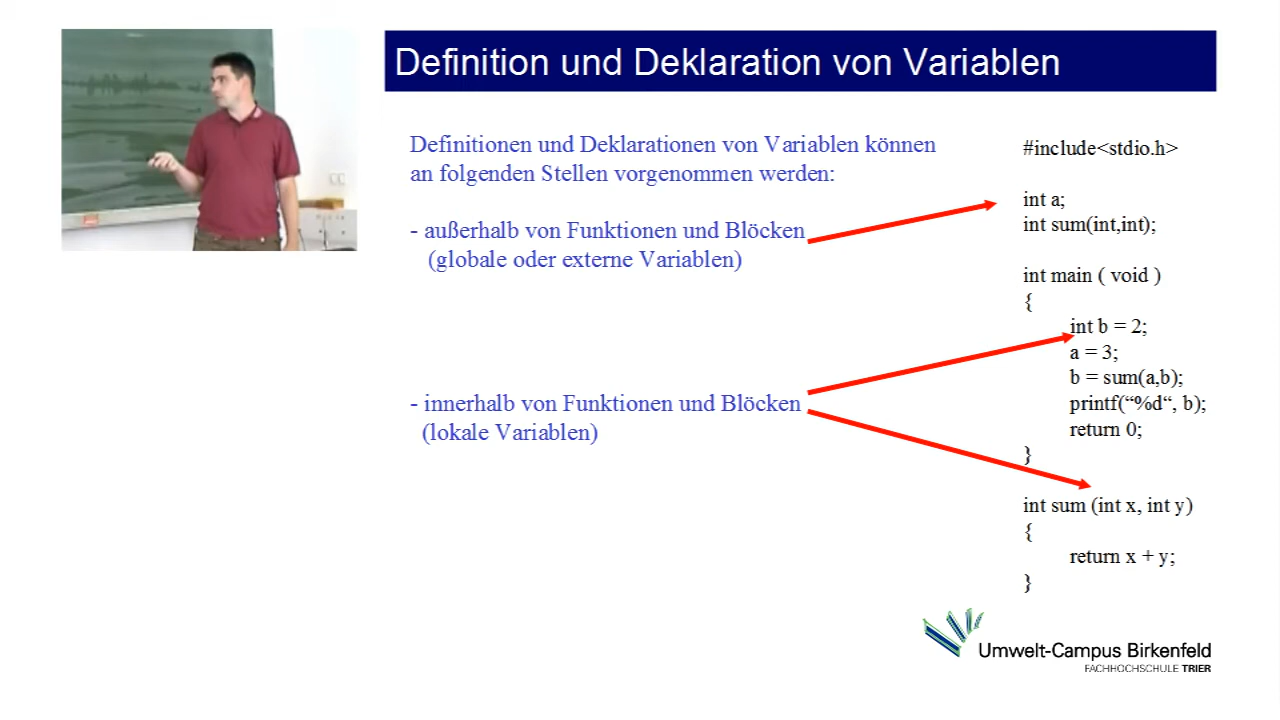 Definition und Deklaration von Variablen
Definitionen und Deklarationen von Variablen können
an folgenden Stellen vorgenommen werden:
- außerhalb von Funktionen und Blöcken
(globale oder externe Variablen)
- innerhalb von Funktionen und Blöcken
(lokale Variablen)
#include<stdio.h>
int a;
int sum(int,int);
int main ( void )
{
int b = 2;
a = 3;
b = sum(a,b);
printf(“%d“, b);
return 0;
}
int sum (int x, int y)
{
return x + y;
}
Umwelt-Campus Birkenfeld
FACHHOCHSCHULE TRIER